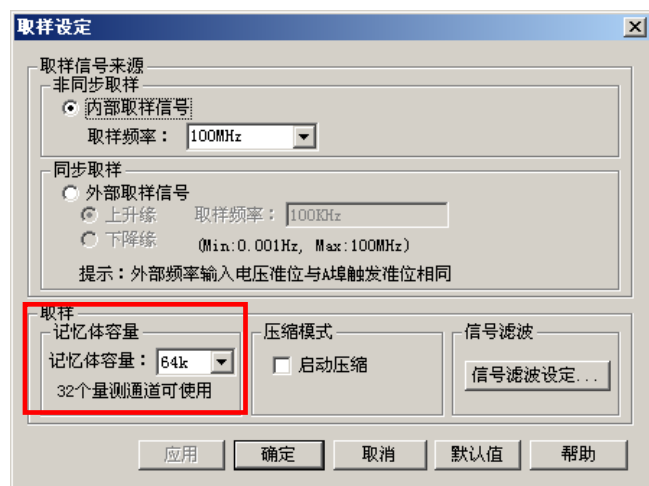 取样设定
取样信号来源
非同步取样
内部取样信号
取样频率： 100MHz
同步取样
外部取样信号
上升缘 取样频率： 100KHz
下降缘 (Min:0.001Hz, Max:100MHz)
提示：外部频率输入电压准位与A埠触发准位相同
取样
记忆体容量 压缩模式 信号滤波
记忆体容量： 64k 启动压缩 信号滤波设定...
32个量测通道可使用
应用 确定 取消 默认值 帮助